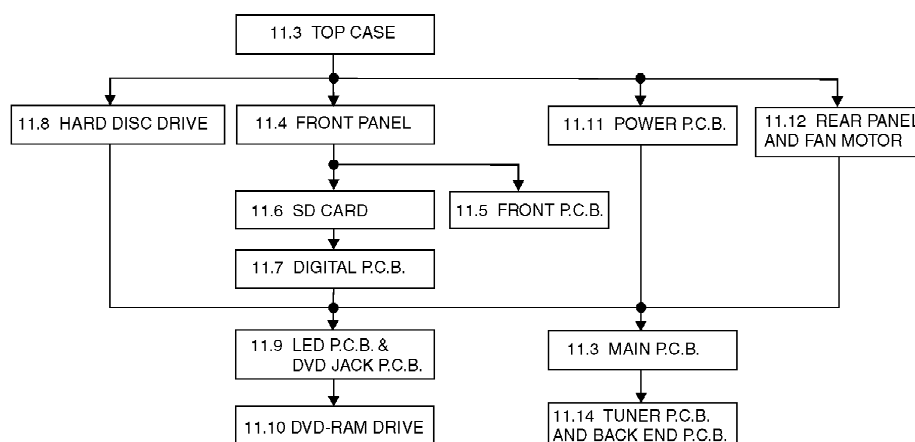 11.3 TOP CASE
11.8 HARD DISC DRIVE
11.4 FRONT PANEL
11.11 POWER P.C.B.
11.12 REAR PANEL
AND FAN MOTOR
11.6 SD CARD
11.5 FRONT P.C.B.
11.7 DIGITAL P.C.B.
11.9 LED P.C.B. &
DVD JACK P.C.B.
11.3 MAIN P.C.B.
11.10 DVD-RAM DRIVE
11.14 TUNER P.C.B.
AND BACK END P.C.B.